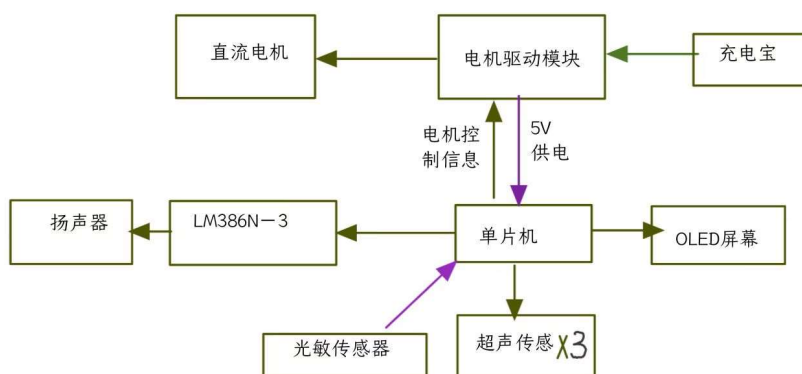 直流电机
电机驱动模块
充电宝
电机控
制信息
5V
供电
扬声器
LM386N-3
单片机
OLED屏幕
光敏传感器
超声传感X3